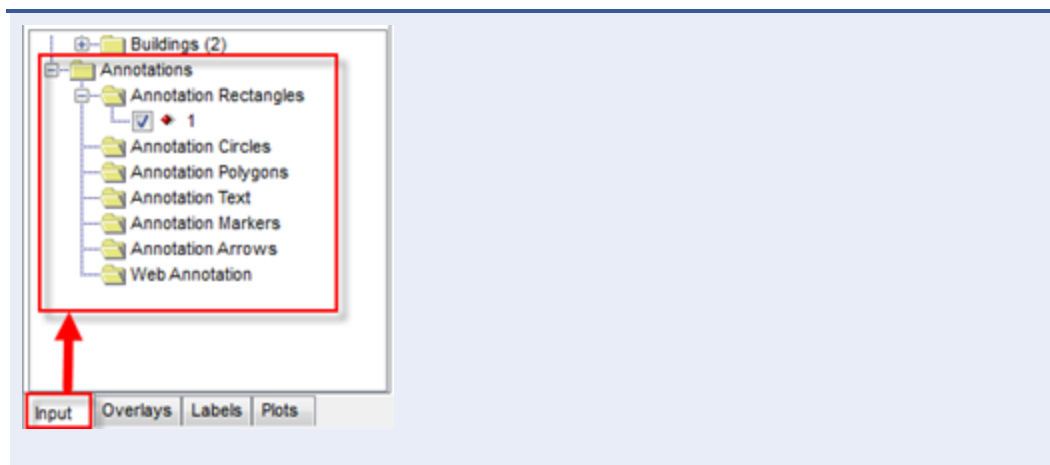 Buildings (2)
Annotations
Annotation Rectangles
1
Annotation Circles
Annotation Polygons
Annotation Text
Annotation Markers
Annotation Arrows
Web Annotation
Input Overlays Labels Plots